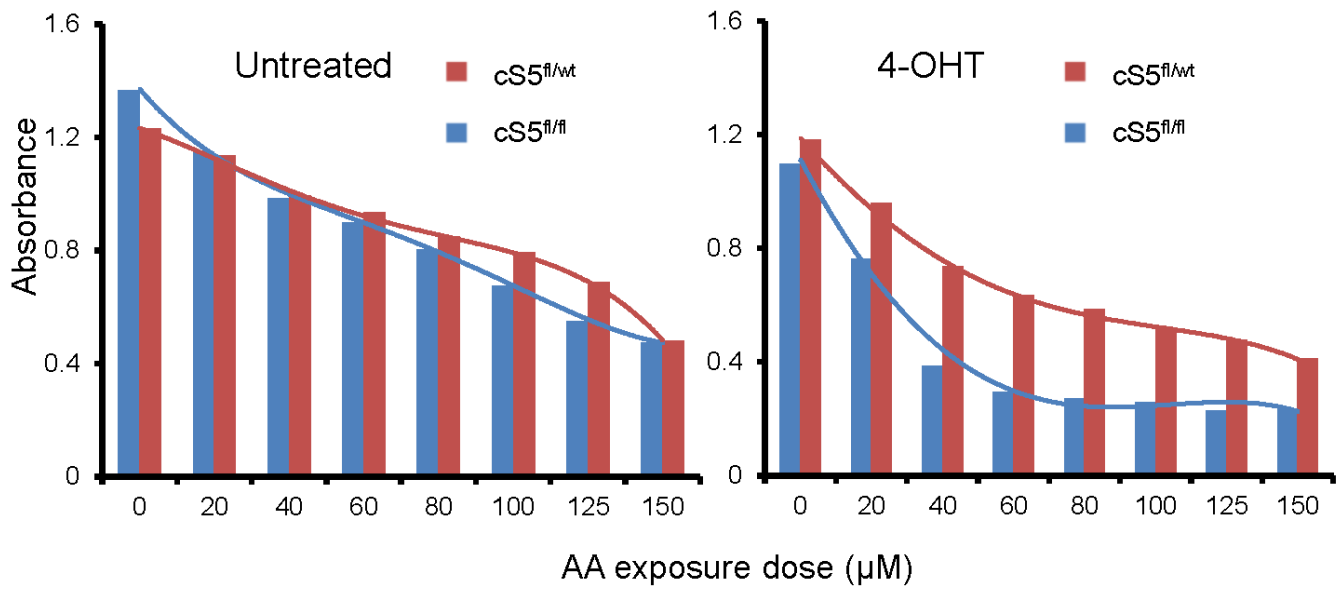 Untreated
cS5fl/wt
cS5fl/fl
Absorbance
1.6
1.2
0.8
0.4
0
0 20 40 60 80 100 125 150
4-OHT
cS5fl/wt
cS5fl/fl
1.6
1.2
0.8
0.4
0
0 20 40 60 80 100 125 150
AA exposure dose (µM)